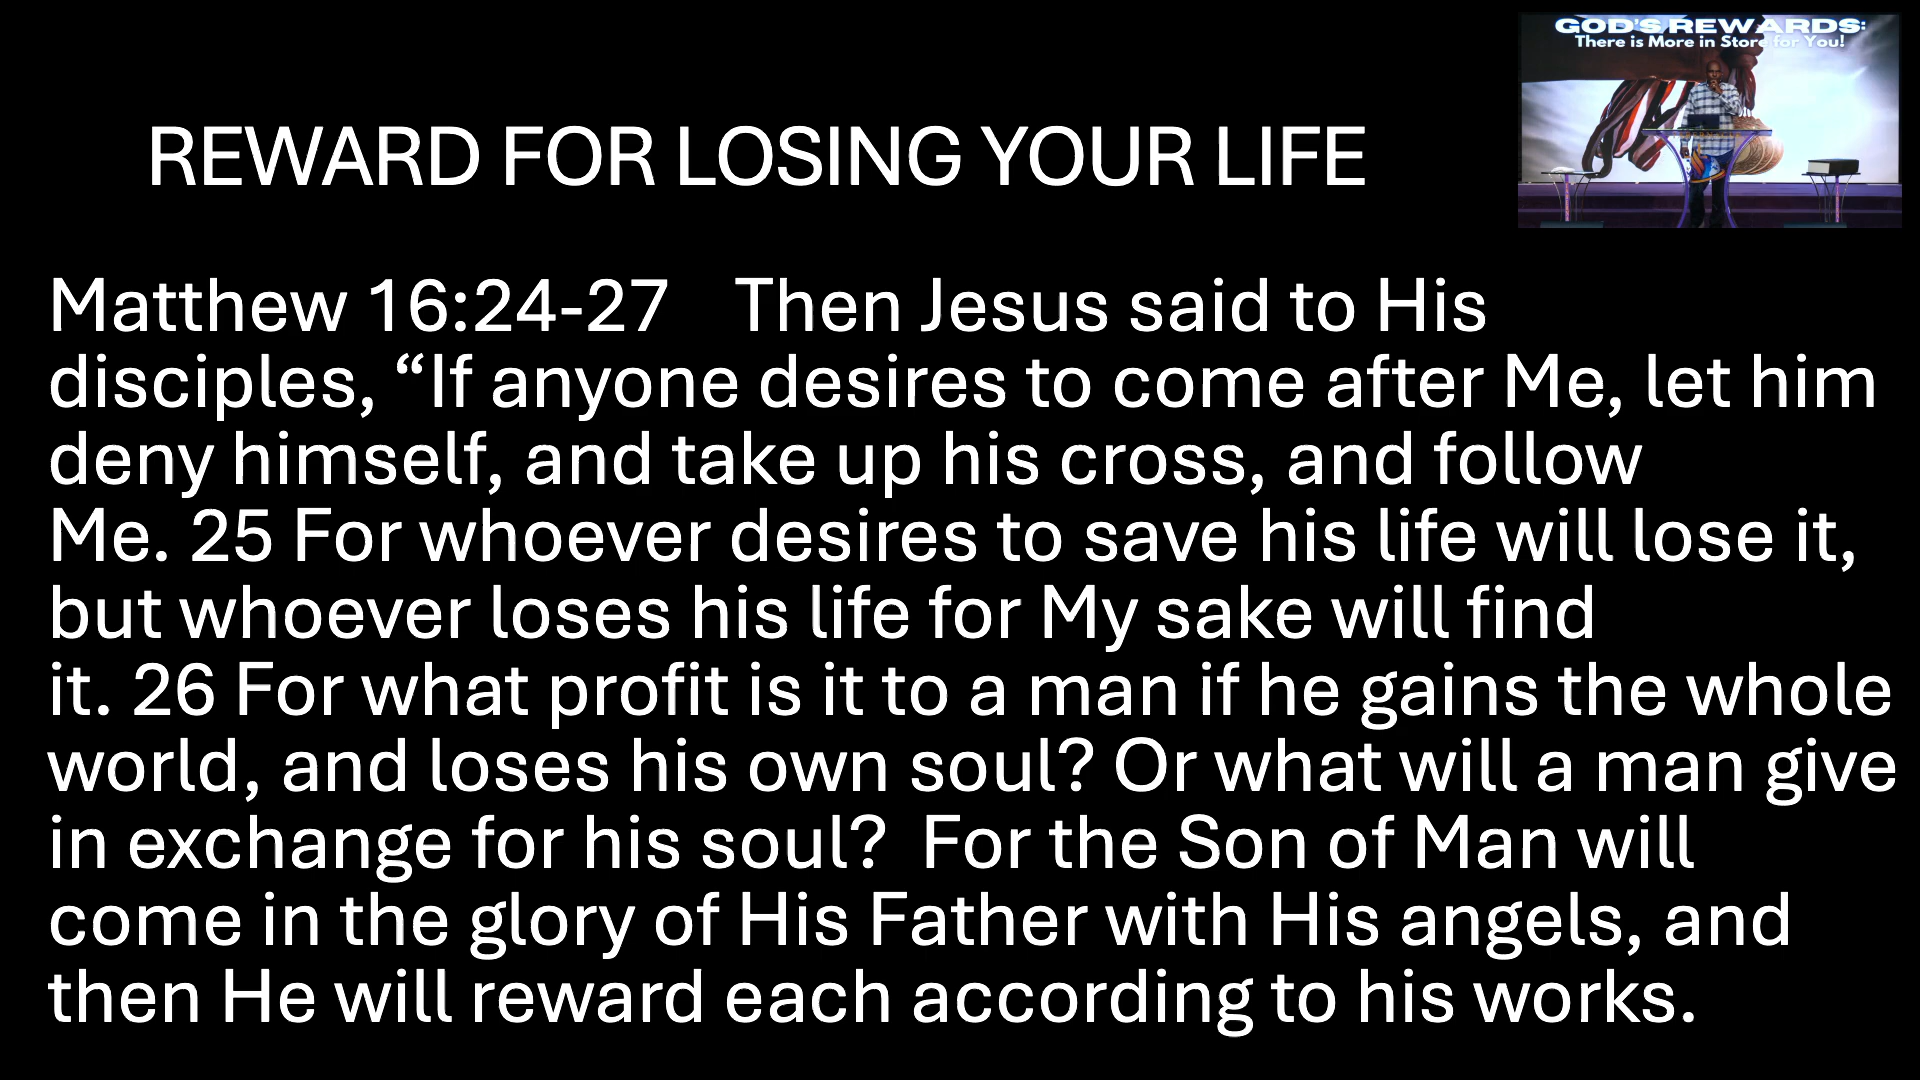 GOD'S REWARDS:
There is More in Store for You!
REWARD FOR LOSING YOUR LIFE
Matthew 16:24-27    Then Jesus said to His
disciples, “If anyone desires to come after Me, let him
deny himself, and take up his cross, and follow
Me. 25 For whoever desires to save his life will lose it,
but whoever loses his life for My sake will find
it. 26 For what profit is it to a man if he gains the whole
world, and loses his own soul? Or what will a man give
in exchange for his soul?  For the Son of Man will
come in the glory of His Father with His angels, and
then He will reward each according to his works.